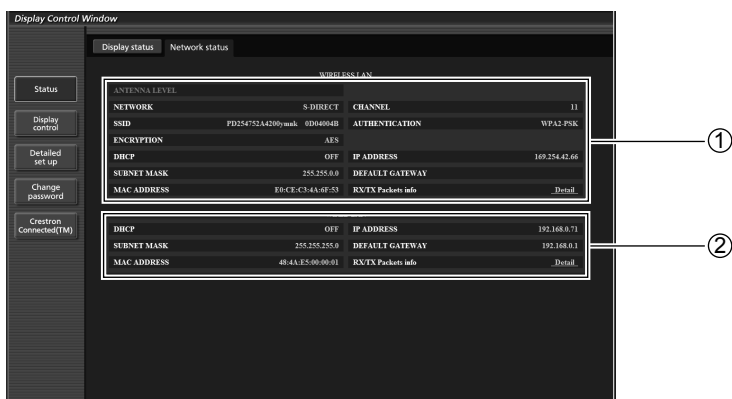 Display Control Window
Display status Network status
WIRELESS LAN
Status
ANTENNA LEVEL
NETWORK S-DIRECT CHANNEL 11
Display
control
SSID PD254752A4200ymnk 0D04004B AUTHENTICATION WPA2-PSK
ENCRYPTION AES
①
Detailed
set up
DHCP OFF IP ADDRESS 169.254.42.66
SUBNET MASK 255.255.0.0 DEFAULT GATEWAY
Change
password
MAC ADDRESS E0:CE:C3:4A:6F:53 RX/TX Packets info Detail
Crestron
Connected(TM)
DHCP OFF IP ADDRESS 192.168.0.71
SUBNET MASK 255.255.255.0 DEFAULT GATEWAY 192.168.0.1
②
MAC ADDRESS 48:4A:E5:00:00:01 RX/TX Packets info Detail